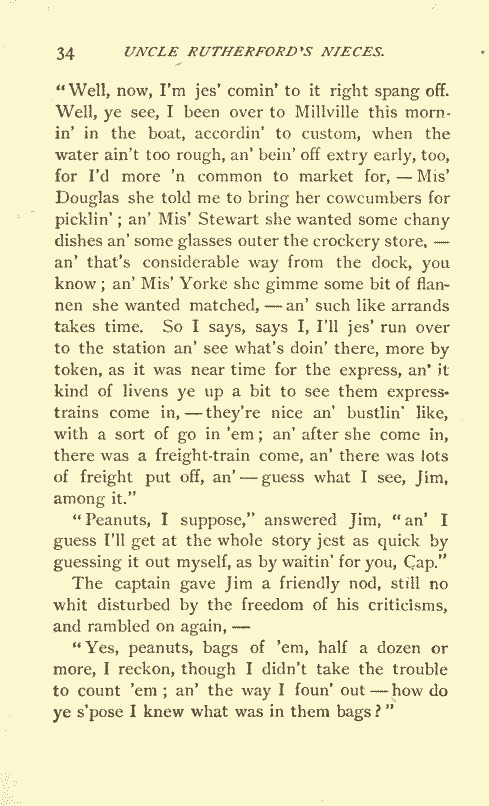 34 UNCLE RUTHERFORD'S NIECES.
"Well, now, I'm jes' comin' to it right spang off.
Well, ye see, I been over to Millville this morn-
in' in the boat, accordin' to custom, when the
water ain't too rough, an' bein' off extry early, too,
for I'd more 'n common to market for, — Mis'
Douglas she told me to bring her cowcumbers for
picklin'; an' Mis' Stewart she wanted some chany
dishes an' some glasses outer the crockery store, —
an' that's considerable way from the dock, you
know; an' Mis' Yorke she gimme some bit of flan-
nen she wanted matched, — an' such like arrands
takes time. So I says, says I, I'll jes' run over
to the station an' see what's doin' there, more by
token, as it was near time for the express, an' it
kind of livens ye up a bit to see them express-
trains come in, — they're nice an' bustlin' like,
with a sort of go in 'em; an' after she come in,
there was a freight-train come, an' there was lots
of freight put off, an' — guess what I see, Jim,
among it."
"Peanuts, I suppose," answered Jim, "an' I
guess I'll get at the whole story jest as quick by
guessing it out myself, as by waitin' for you, Cap."
The captain gave Jim a friendly nod, still no
whit disturbed by the freedom of his criticisms,
and rambled on again, —
"Yes, peanuts, bags of 'em, half a dozen or
more, I reckon, though I didn't take the trouble
to count 'em; an' the way I foun' out — how do
ye s'pose I knew what was in them bags?"